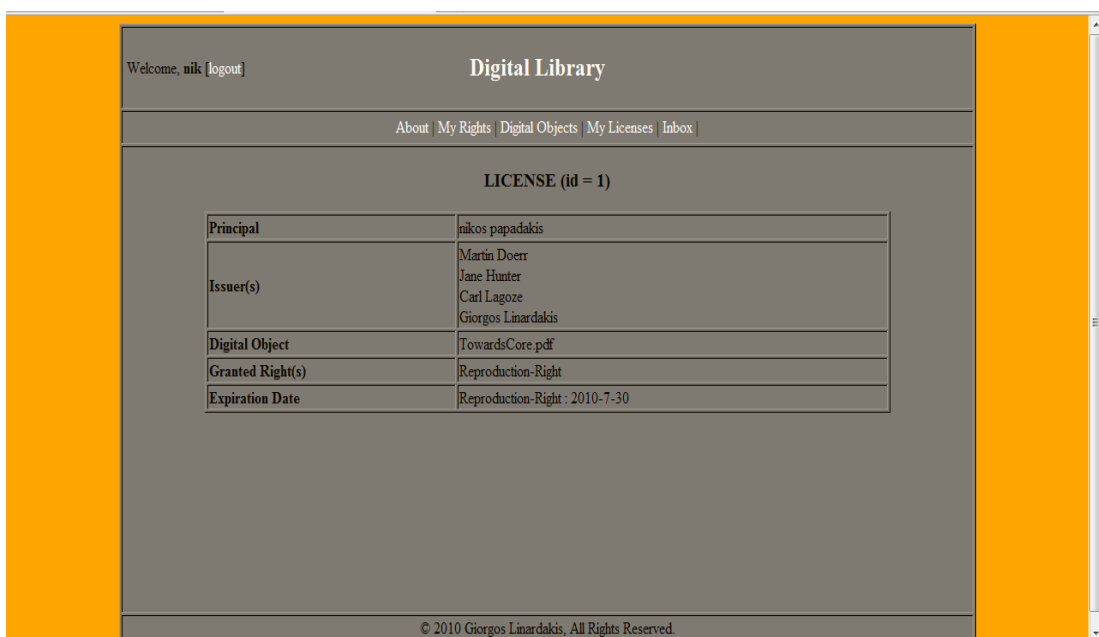 Welcome, nik [logout]
Digital Library
About | My Rights | Digital Objects | My Licenses | Inbox |
LICENSE (id = 1)
Principal nikos papadakis
Issuer(s) Martin Doerr
Jane Hunter
Carl Lagoze
Giorgos Linardakis
Digital Object TowardsCore.pdf
Granted Right(s) Reproduction-Right
Expiration Date Reproduction-Right : 2010-7-30
© 2010 Giorgos Linardakis, All Rights Reserved.